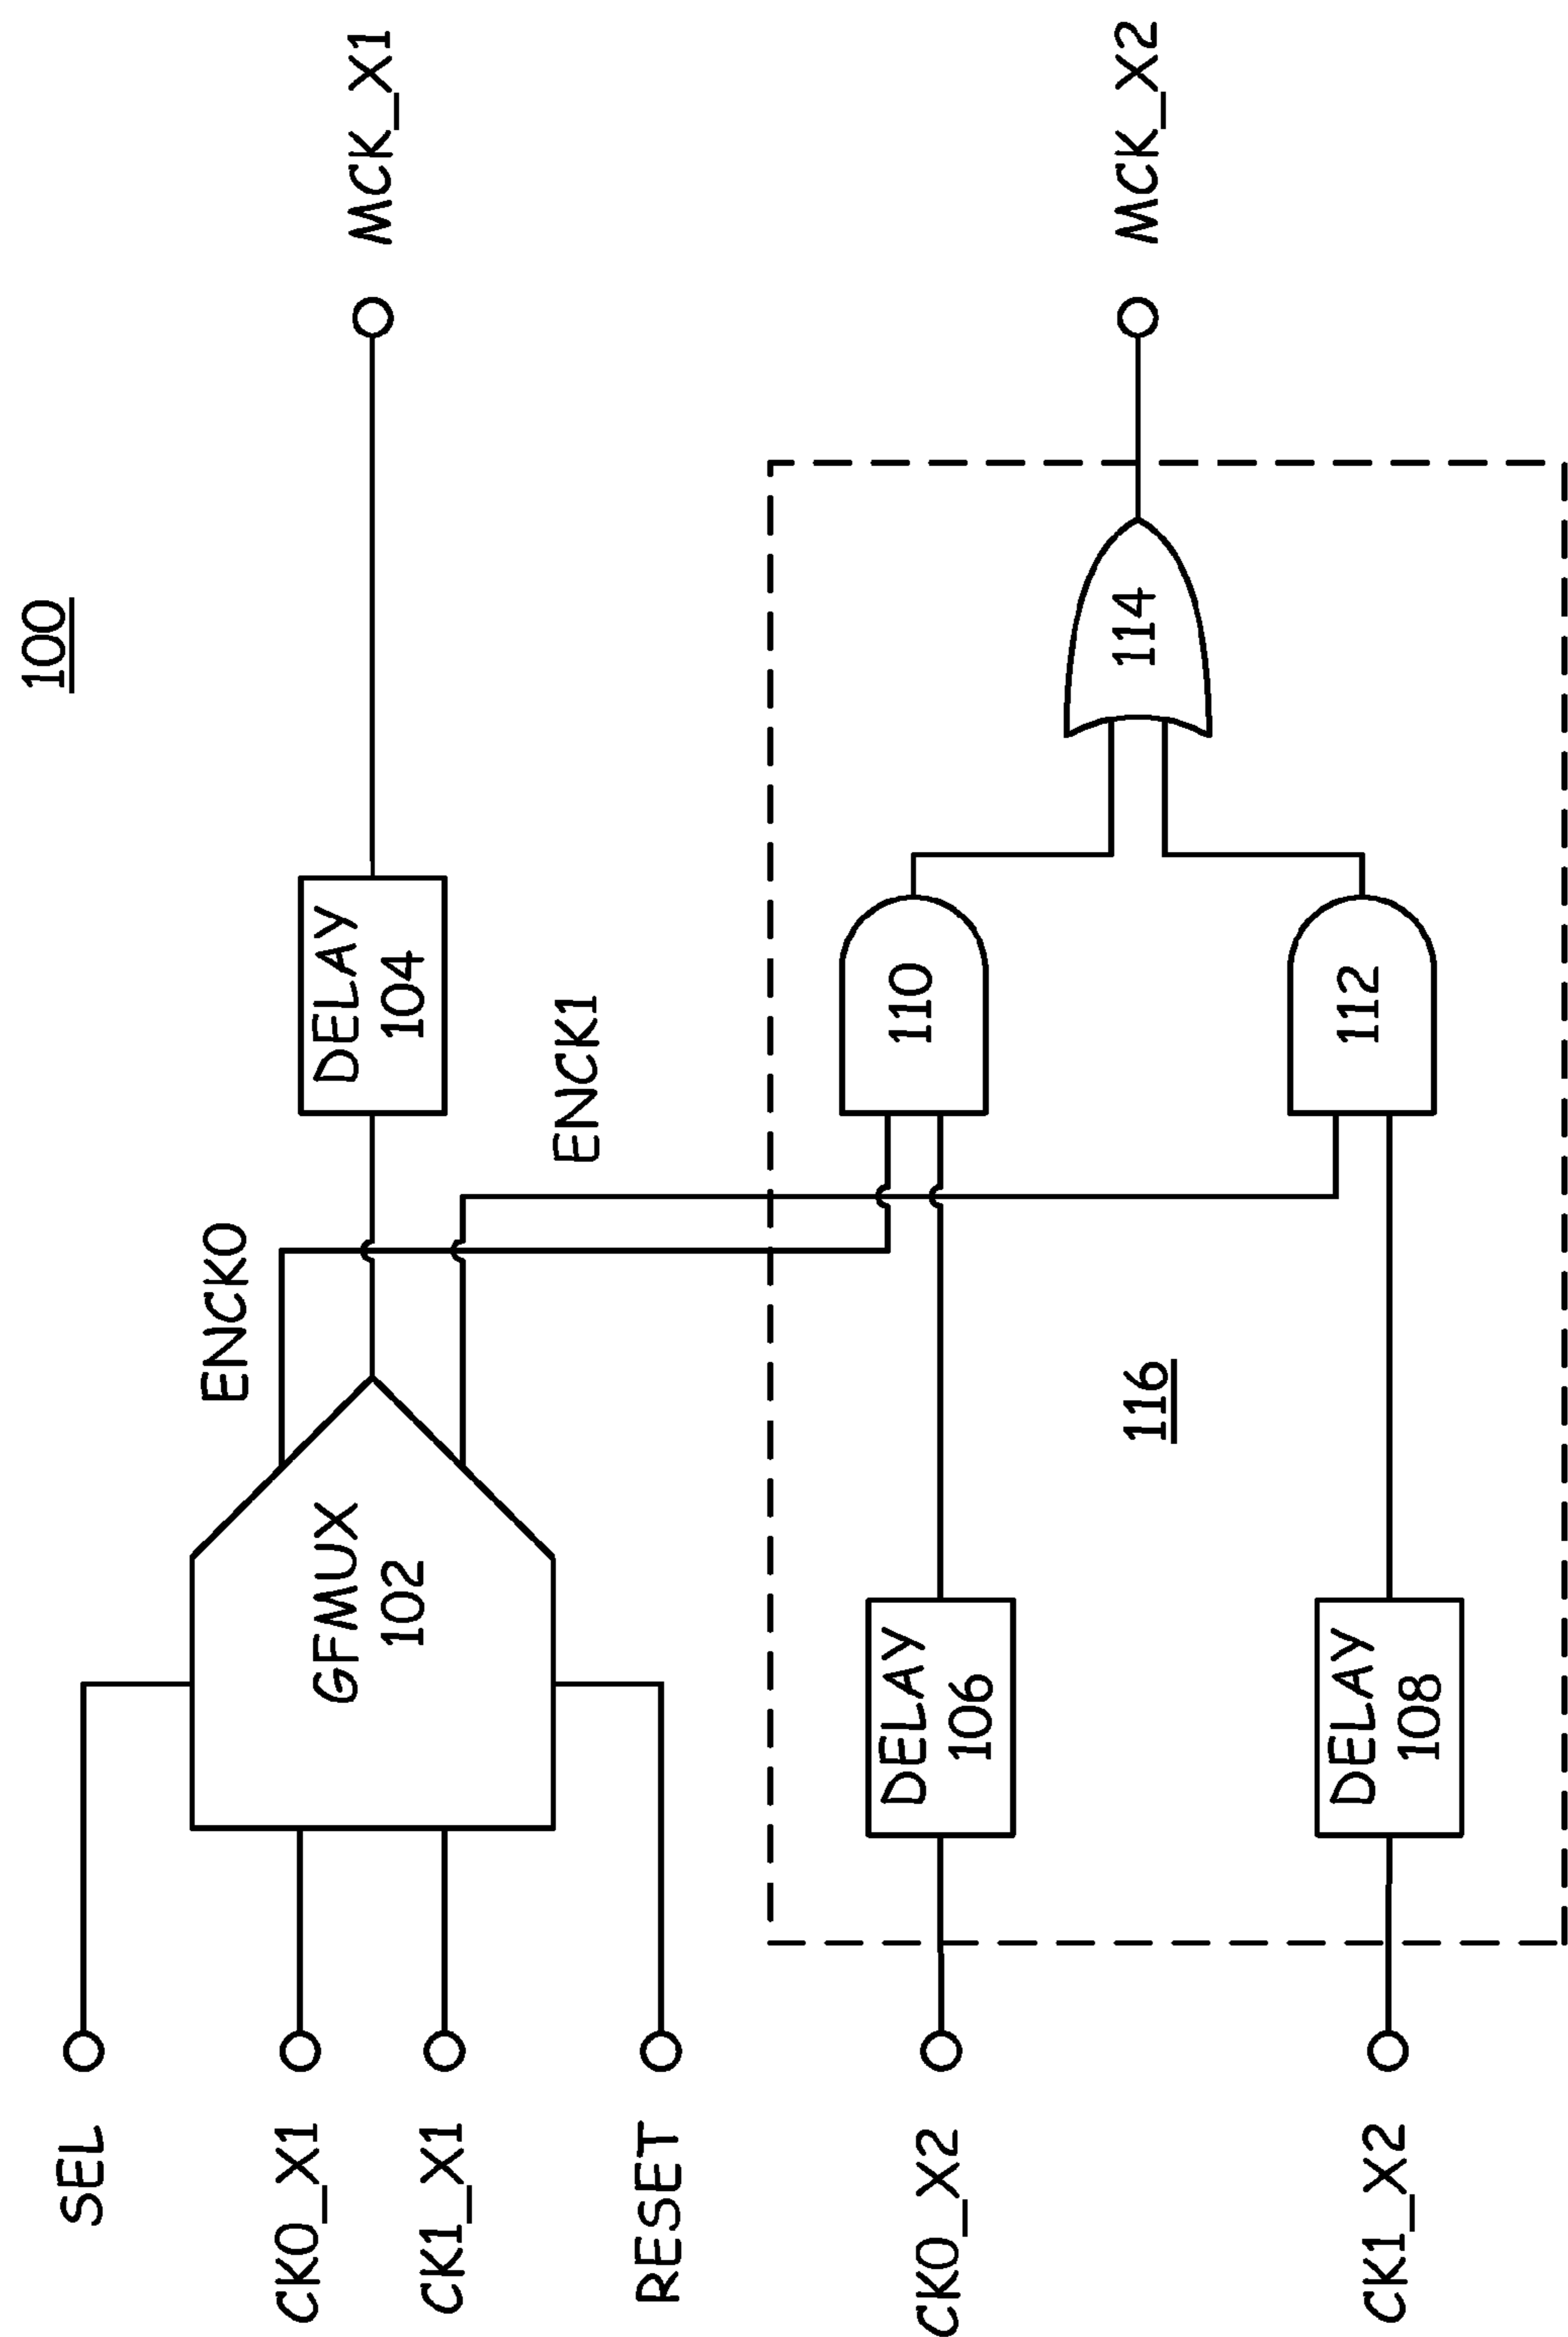 100
SEL
CK0_X1
CK1_X1
RESET
GFMUX
102
ENCK0
ENCK1
DELAY
104
MCK_X1
CK0_X2
CK1_X2
DELAY
106
DELAY
108
116
110
112
114
MCK_X2